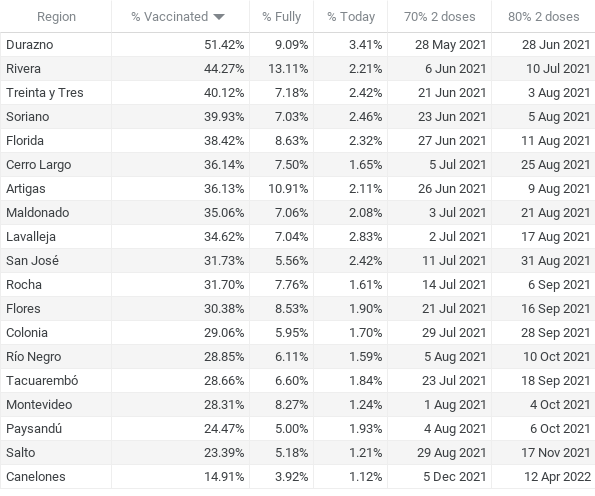 Region % Vaccinated % Fully % Today 70% 2 doses 80% 2 doses
Durazno 51.42% 9.09% 3.41% 28 May 2021 28 Jun 2021
Rivera 44.27% 13.11% 2.21% 6 Jun 2021 10 Jul 2021
Treinta y Tres 40.12% 7.18% 2.42% 21 Jun 2021 3 Aug 2021
Soriano 39.93% 7.03% 2.46% 23 Jun 2021 5 Aug 2021
Florida 38.42% 8.63% 2.32% 27 Jun 2021 11 Aug 2021
Cerro Largo 36.14% 7.50% 1.65% 5 Jul 2021 25 Aug 2021
Artigas 36.13% 10.91% 2.11% 26 Jun 2021 9 Aug 2021
Maldonado 35.06% 7.06% 2.08% 3 Jul 2021 21 Aug 2021
Lavalleja 34.62% 7.04% 2.83% 2 Jul 2021 17 Aug 2021
San José 31.73% 5.56% 2.42% 11 Jul 2021 31 Aug 2021
Rocha 31.70% 7.76% 1.61% 14 Jul 2021 6 Sep 2021
Flores 30.38% 8.53% 1.90% 21 Jul 2021 16 Sep 2021
Colonia 29.06% 5.95% 1.70% 29 Jul 2021 28 Sep 2021
Río Negro 28.85% 6.11% 1.59% 5 Aug 2021 10 Oct 2021
Tacuarembó 28.66% 6.60% 1.84% 23 Jul 2021 18 Sep 2021
Montevideo 28.31% 8.27% 1.24% 1 Aug 2021 4 Oct 2021
Paysandú 24.47% 5.00% 1.93% 4 Aug 2021 6 Oct 2021
Salto 23.39% 5.18% 1.21% 29 Aug 2021 17 Nov 2021
Canelones 14.91% 3.92% 1.12% 5 Dec 2021 12 Apr 2022